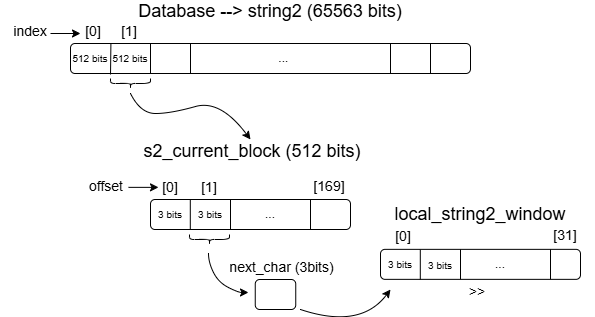 Database --> string2 (65563 bits)
index [0] [1]
512 bits 512 bits ...
s2_current_block (512 bits)
offset [0] [1] [169]
3 bits 3 bits ...
local_string2_window
[0] [31]
3 bits 3 bits ...
next_char (3bits)
>>